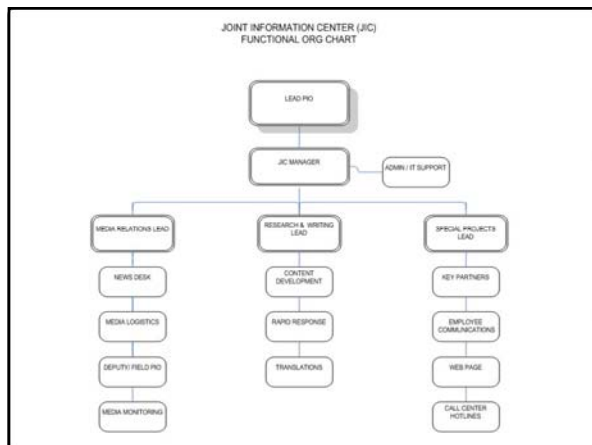 JOINT INFORMATION CENTER (JIC)
FUNCTIONAL ORG CHART
LEAD PIO
JIC MANAGER
ADMIN / IT SUPPORT
MEDIA RELATIONS LEAD
RESEARCH & WRITING
LEAD
SPECIAL PROJECTS
LEAD
NEWS DESK
CONTENT
DEVELOPMENT
KEY PARTNERS
MEDIA LOGISTICS
RAPID RESPONSE
EMPLOYEE
COMMUNICATIONS
DEPUTY/ FIELD PIO
TRANSLATIONS
WEB PAGE
MEDIA MONITORING
CALL CENTER
HOTLINES